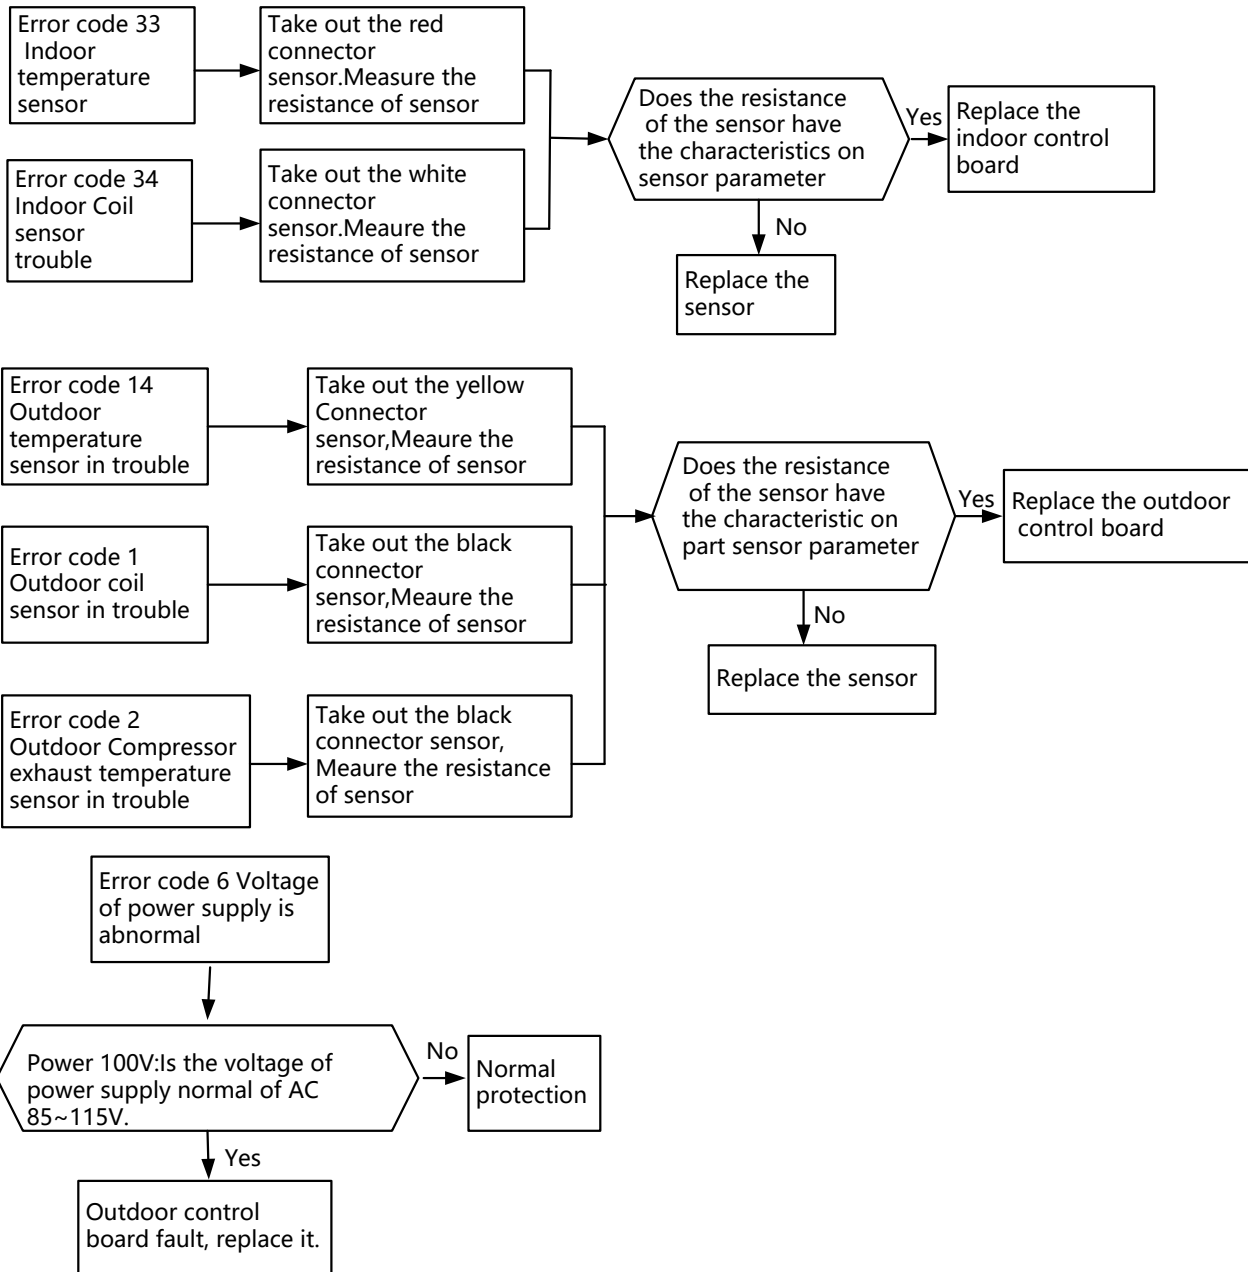 Error code 33
Indoor
temperature
sensor
Take out the red
connector
sensor.Measure the
resistance of sensor
Does the resistance
of the sensor have
the characteristics on
sensor parameter
Yes
Replace the
indoor control
board
Error code 34
Indoor Coil
sensor
trouble
Take out the white
connector
sensor.Meaure the
resistance of sensor
No
Replace the
sensor
Error code 14
Outdoor
temperature
sensor in trouble
Take out the yellow
Connector
sensor,Meaure the
resistance of sensor
Does the resistance
of the sensor have
the characteristic on
part sensor parameter
Yes
Replace the outdoor
control board
Error code 1
Outdoor coil
sensor in trouble
Take out the black
connector
sensor,Meaure the
resistance of sensor
No
Replace the sensor
Error code 2
Outdoor Compressor
exhaust temperature
sensor in trouble
Take out the black
connector sensor,
Meaure the resistance
of sensor
Error code 6 Voltage
of power supply is
abnormal
Power 100V:Is the voltage of
power supply normal of AC
85~115V.
No
Normal
protection
Yes
Outdoor control
board fault, replace it.